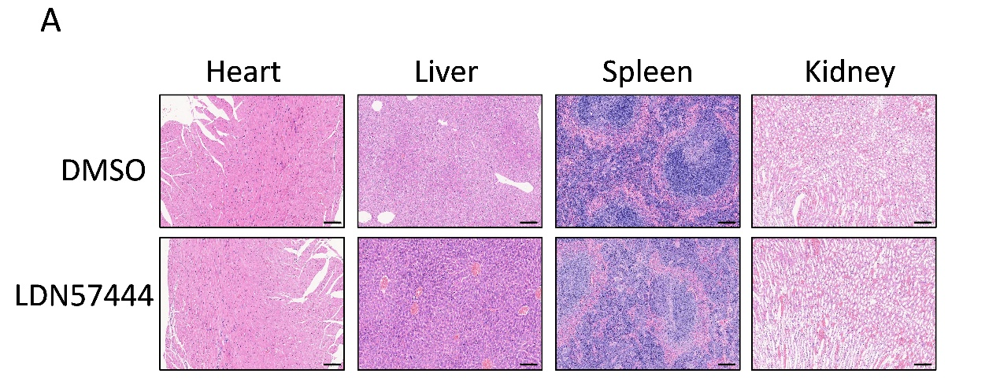 A
Heart Liver Spleen Kidney
DMSO
LDN57444